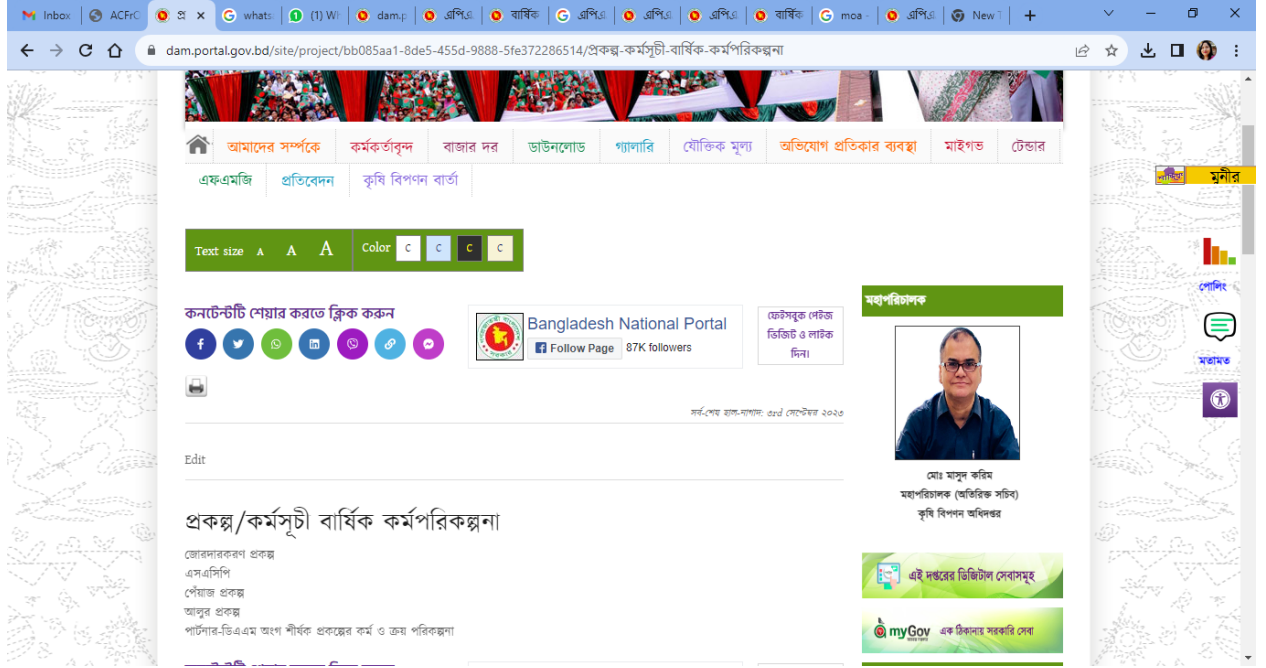 Inbox
ACFrC
প্র
whats
(1) Wh
dam.p
এপিএ
বার্ষিক
এপিএ
এপিএ
এপিএ
বার্ষিক
moa -
এপিএ
New T
dam.portal.gov.bd/site/project/bb085aa1-8de5-455d-9888-5fe372286514/প্রকল্প-কর্মসূচী-বার্ষিক-কর্মপরিকল্পনা
আমাদের সর্ম্পকে কর্মকর্তাবৃন্দ বাজার দর ডাউনলোড গ্যালারি যৌক্তিক মূল্য অভিযোগ প্রতিকার ব্যবস্থা মাইগভ টেন্ডার
এফএমজি প্রতিবেদন কৃষি বিপণন বার্তা
মুনীর
Text size A A A Color C C C C
পোলিং
মতামত
কনটেন্টটি শেয়ার করতে ক্লিক করুন
Bangladesh National Portal
Follow Page 87K followers
ফেইসবুক পেইজ
ভিজিট ও লাইক
দিন।
সর্ব-শেষ হাল-নাগাদ: ৩rd সেপ্টেম্বর ২০২৩
Edit
প্রকল্প/কর্মসূচী বার্ষিক কর্মপরিকল্পনা
জোরদারকরণ প্রকল্প
এসএসিপি
পেঁয়াজ প্রকল্প
আলুর প্রকল্প
পার্টনার-ডিএএম অংগ শীর্ষক প্রকল্পের কর্ম ও ক্রয় পরিকল্পনা
মহাপরিচালক
মোঃ মাসুদ করিম
মহাপরিচালক (অতিরিক্ত সচিব)
কৃষি বিপণন অধিদপ্তর
এই দপ্তরের ডিজিটাল সেবাসমূহ
myGov এক ঠিকানায় সরকারি সেবা